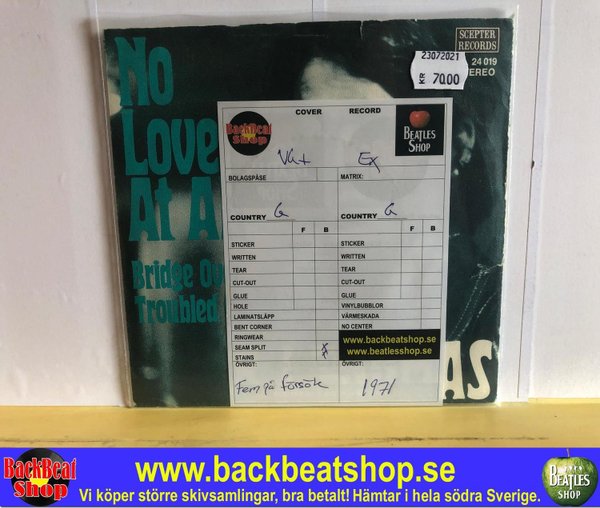 No
Love
At A
Bridge Ov
Troubled
AS
SCEPTER
RECORDS
24 019
EREO
23072021
KR 70.00
COVER RECORD
BackBeat
Shop
BEATLES
SHOP
VG+ Ex
BOLAGSPÅSE MATRIX:
COUNTRY G COUNTRY G
F B F B
STICKER STICKER
WRITTEN WRITTEN
TEAR TEAR
CUT-OUT CUT-OUT
GLUE GLUE
HOLE VINYLBUBBLOR
LAMINATSLÄPP VÄRMESKADA
BENT CORNER NO CENTER
RINGWEAR
SEAM SPLIT X
STAINS X
www.backbeatshop.se
www.beatlesshop.se
ÖVRIGT: ÖVRIGT:
Fem på försök 1971
BackBeat
Shop
www.backbeatshop.se
Vi köper större skivsamlingar, bra betalt! Hämtar i hela södra Sverige.
BEATLES
SHOP